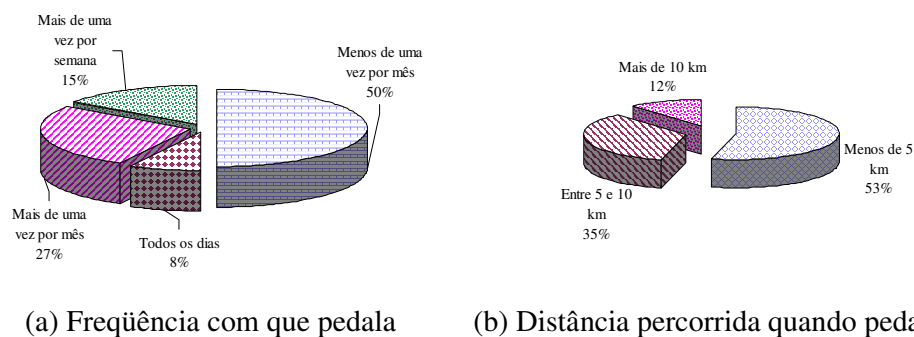 Mais de uma
vez por
semana
15%
Menos de uma
vez por mês
50%
Mais de uma
vez por mês
27%
Todos os dias
8%
Mais de 10 km
12%
Menos de 5
km
53%
Entre 5 e 10
km
35%
(a) Freqüência com que pedala
(b) Distância percorrida quando peda